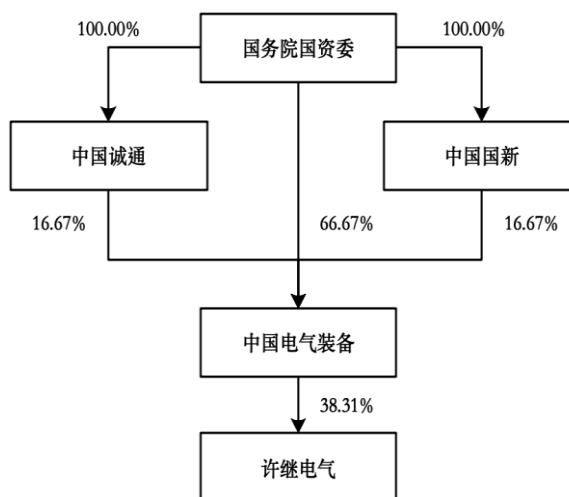 100.00%
国务院国资委
100.00%
中国诚通
中国国新
16.67%
66.67%
16.67%
中国电气装备
38.31%
许继电气